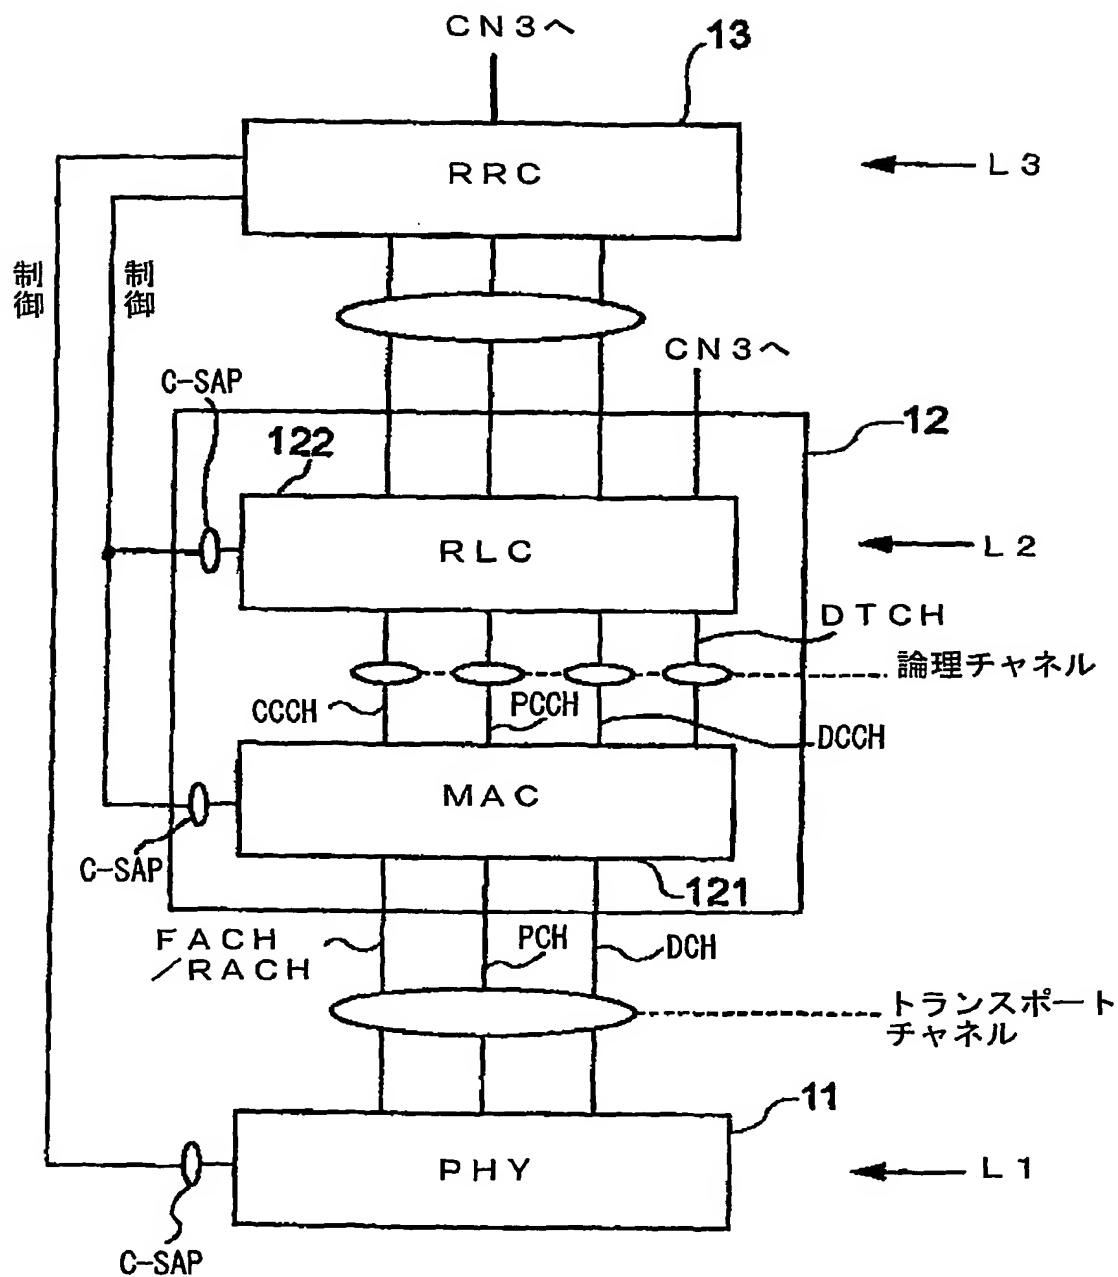 CN3へ
13
RRC
L3
制御
制御
CN3へ
C-SAP
12
122
RLC
L2
DTCH
論理チャネル
CCCH
PCCH
DCCH
MAC
C-SAP
121
FACH
/RACH
PCH
DCH
トランスポート
チャネル
11
PHY
L1
C-SAP